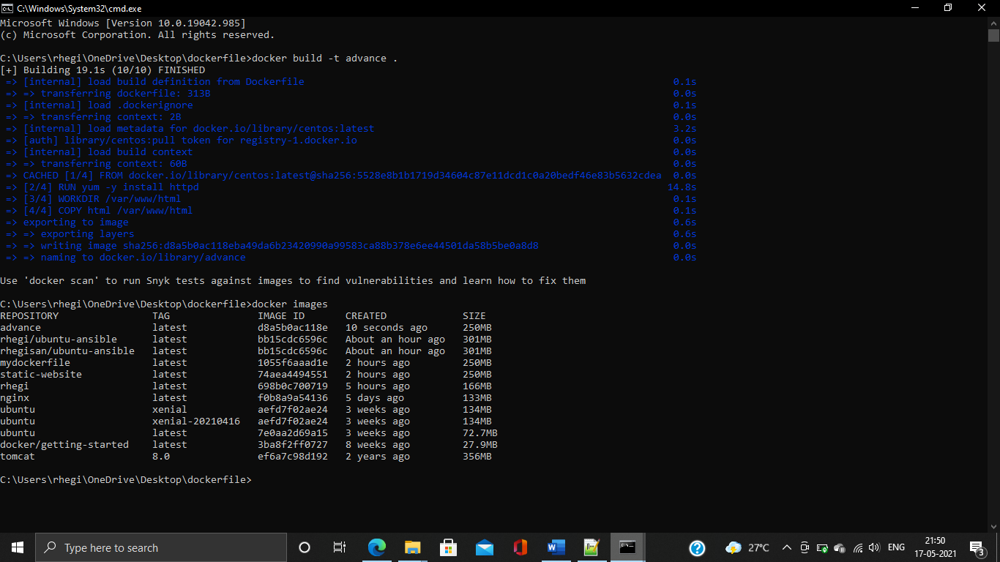 C:\Windows\System32\cmd.exe
Microsoft Windows [Version 10.0.19042.985]
(c) Microsoft Corporation. All rights reserved.
C:\Users\rhegi\OneDrive\Desktop\dockerfile>docker build -t advance .
[+] Building 19.1s (10/10) FINISHED
=> [internal] load build definition from Dockerfile 0.1s
=> => transferring dockerfile: 313B 0.0s
=> [internal] load .dockerignore 0.1s
=> => transferring context: 2B 0.0s
=> [internal] load metadata for docker.io/library/centos:latest 3.2s
=> [auth] library/centos:pull token for registry-1.docker.io 0.0s
=> [internal] load build context 0.0s
=> => transferring context: 60B 0.0s
=> CACHED [1/4] FROM docker.io/library/centos:latest@sha256:5528e8b1b1719d34604c87e11dcd1c0a20bedf46e83b5632cdea 0.0s
=> [2/4] RUN yum -y install httpd 14.8s
=> [3/4] WORKDIR /var/www/html 0.1s
=> [4/4] COPY html /var/www/html 0.1s
=> exporting to image 0.6s
=> => exporting layers 0.6s
=> => writing image sha256:d8a5b0ac118eba49da6b23420990a99583ca88b378e6ee44501da58b5be0a8d8 0.0s
=> => naming to docker.io/library/advance 0.0s
Use 'docker scan' to run Snyk tests against images to find vulnerabilities and learn how to fix them
C:\Users\rhegi\OneDrive\Desktop\dockerfile>docker images
REPOSITORY TAG IMAGE ID CREATED SIZE
advance latest d8a5b0ac118e 10 seconds ago 250MB
rhegi/ubuntu-ansible latest bb15cdc6596c About an hour ago 301MB
rhegisan/ubuntu-ansible latest bb15cdc6596c About an hour ago 301MB
mydockerfile latest 1055f6aaad1e 2 hours ago 250MB
static-website latest 74aea4494551 2 hours ago 250MB
rhegi latest 698b0c700719 5 hours ago 166MB
nginx latest f0b8a9a54136 5 days ago 133MB
ubuntu xenial aefd7f02ae24 3 weeks ago 134MB
ubuntu xenial-20210416 aefd7f02ae24 3 weeks ago 134MB
ubuntu latest 7e0aa2d69a15 3 weeks ago 72.7MB
docker/getting-started latest 3ba8f2ff0727 8 weeks ago 27.9MB
tomcat 8.0 ef6a7c98d192 2 years ago 356MB
C:\Users\rhegi\OneDrive\Desktop\dockerfile>
Type here to search
27°C
ENG
21:50
17-05-2021
3